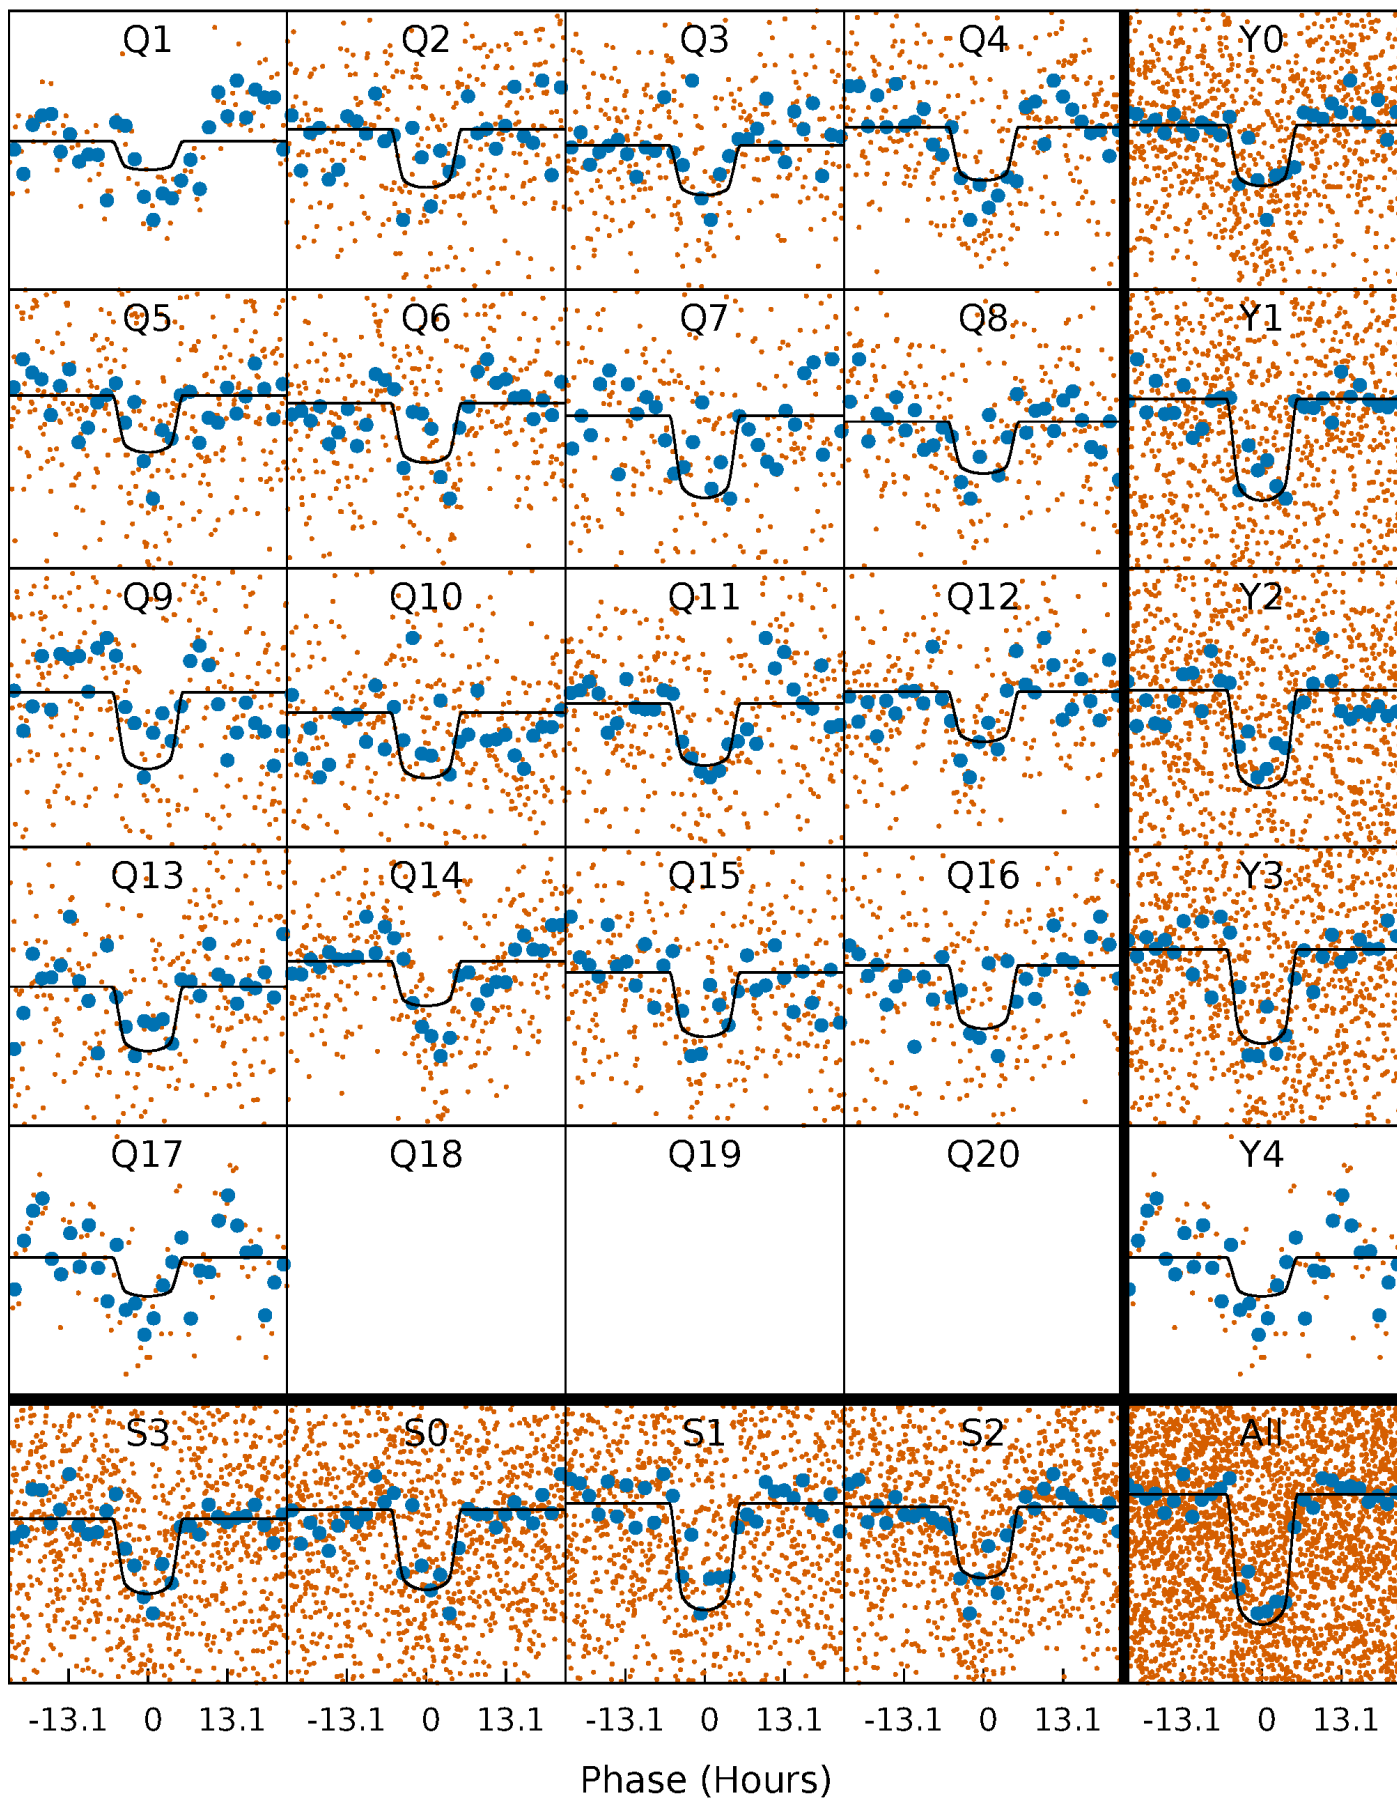 Q1 Q2 Q3 Q4 Y0
Q5 Q6 Q7 Q8 Y1
Q9 Q10 Q11 Q12 Y2
Q13 Q14 Q15 Q16 Y3
Q17 Q18 Q19 Q20 Y4
S3 S0 S1 S2 All
-13.1 0 13.1 -13.1 0 13.1 -13.1 0 13.1 -13.1 0 13.1 -13.1 0 13.1
Phase (Hours)